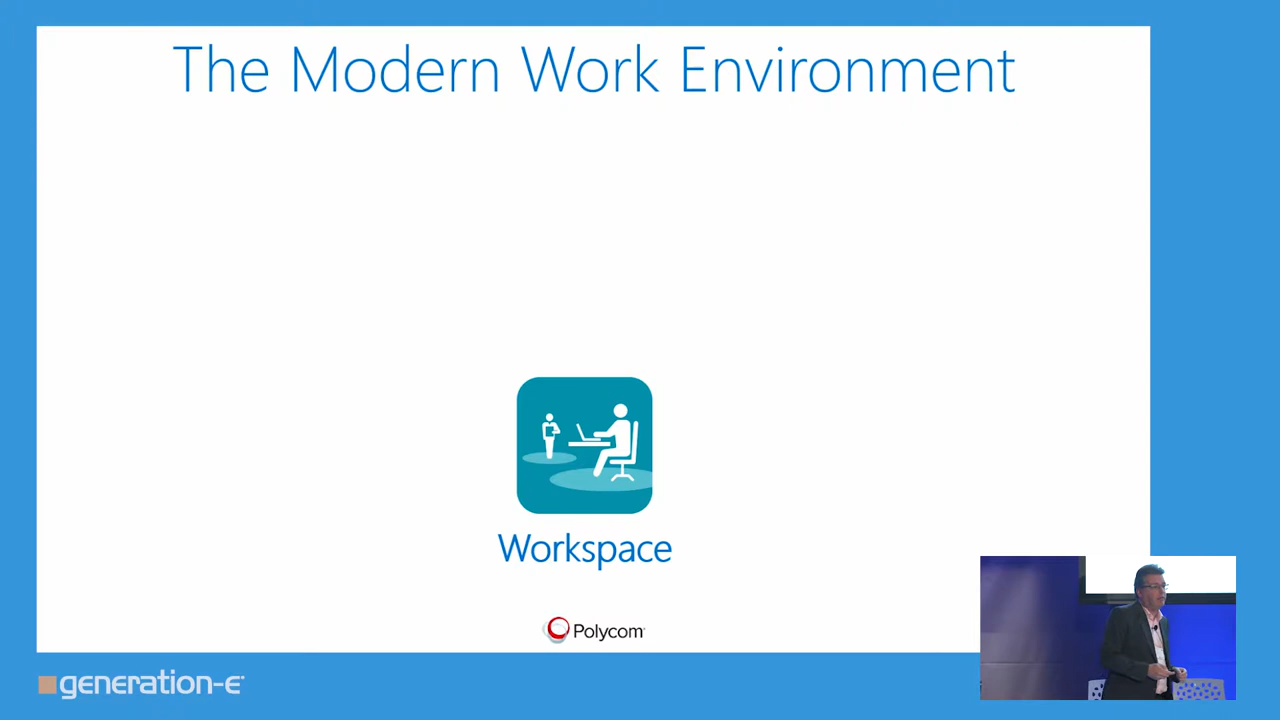 The Modern Work Environment
Workspace
Polycom
generation-e